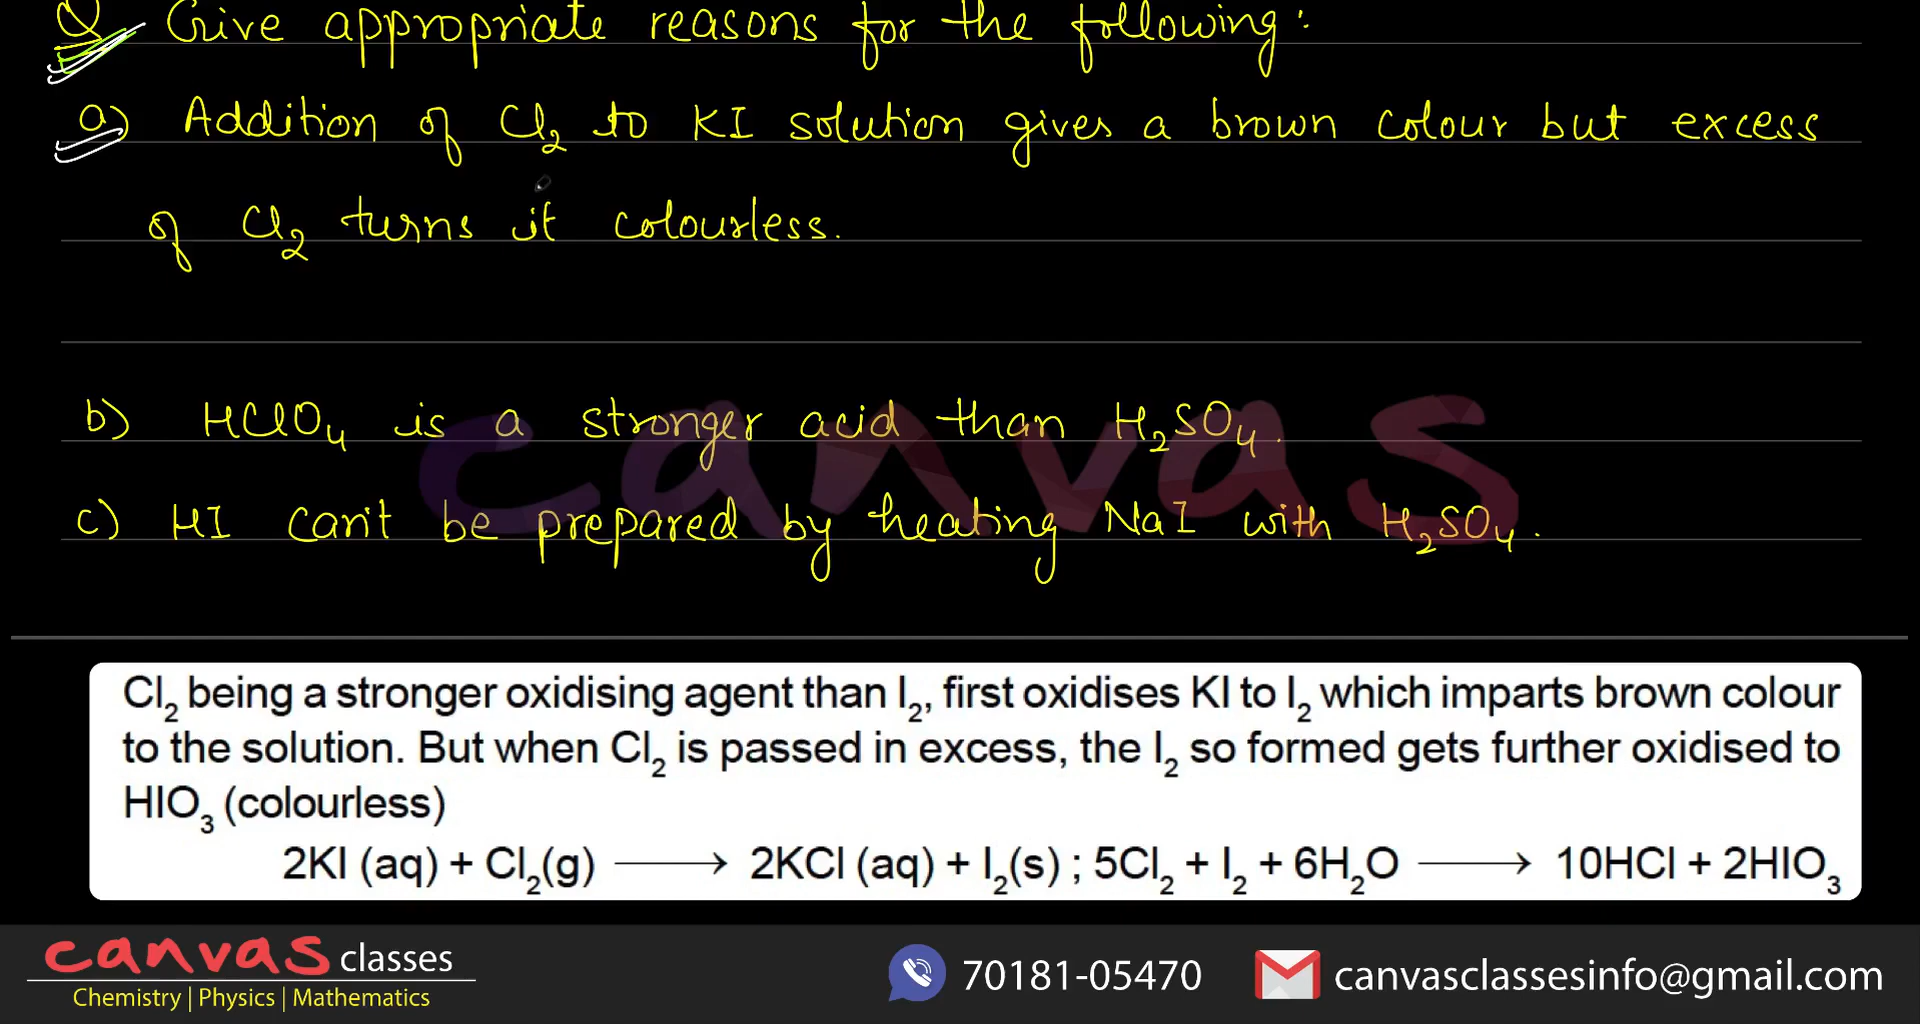 Q Give appropriate reasons for the following:
a) Addition of Cl₂ to KI solution gives a brown colour but excess
of Cl₂ turns it colourless.
b) HClO₄ is a stronger acid than H₂SO₄.
c) HI can't be prepared by heating NaI with H₂SO₄.
canvas
Cl₂ being a stronger oxidising agent than I₂, first oxidises KI to I₂ which imparts brown colour
to the solution. But when Cl₂ is passed in excess, the I₂ so formed gets further oxidised to
HIO₃ (colourless)
2KI (aq) + Cl₂(g) ⟶ 2KCl (aq) + I₂(s) ; 5Cl₂ + I₂ + 6H₂O ⟶ 10HCl + 2HIO₃
canvas classes
Chemistry | Physics | Mathematics
70181-05470
canvasclassesinfo@gmail.com